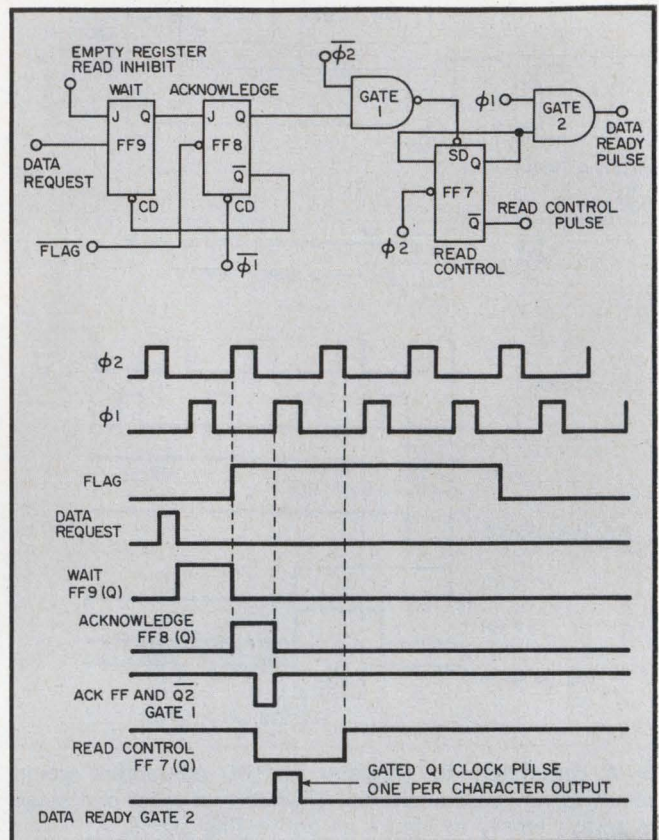 EMPTY REGISTER
READ INHIBIT
WAIT
ACKNOWLEDGE
J Q
FF9
CD
J Q
FF8
Q̅
CD
DATA
REQUEST
F̅L̅A̅G̅
ϕ̅1̅
ϕ̅2̅
GATE
1
ϕ1
GATE
2
DATA
READY
PULSE
SD Q
FF7
Q̅
ϕ2
READ CONTROL
PULSE
READ
CONTROL
ϕ2
ϕ1
FLAG
DATA
REQUEST
WAIT
FF9 (Q)
ACKNOWLEDGE
FF8 (Q)
ACK FF AND Q̅2̅
GATE 1
READ CONTROL
FF 7 (Q)
GATED Q1 CLOCK PULSE
ONE PER CHARACTER OUTPUT
DATA READY GATE 2